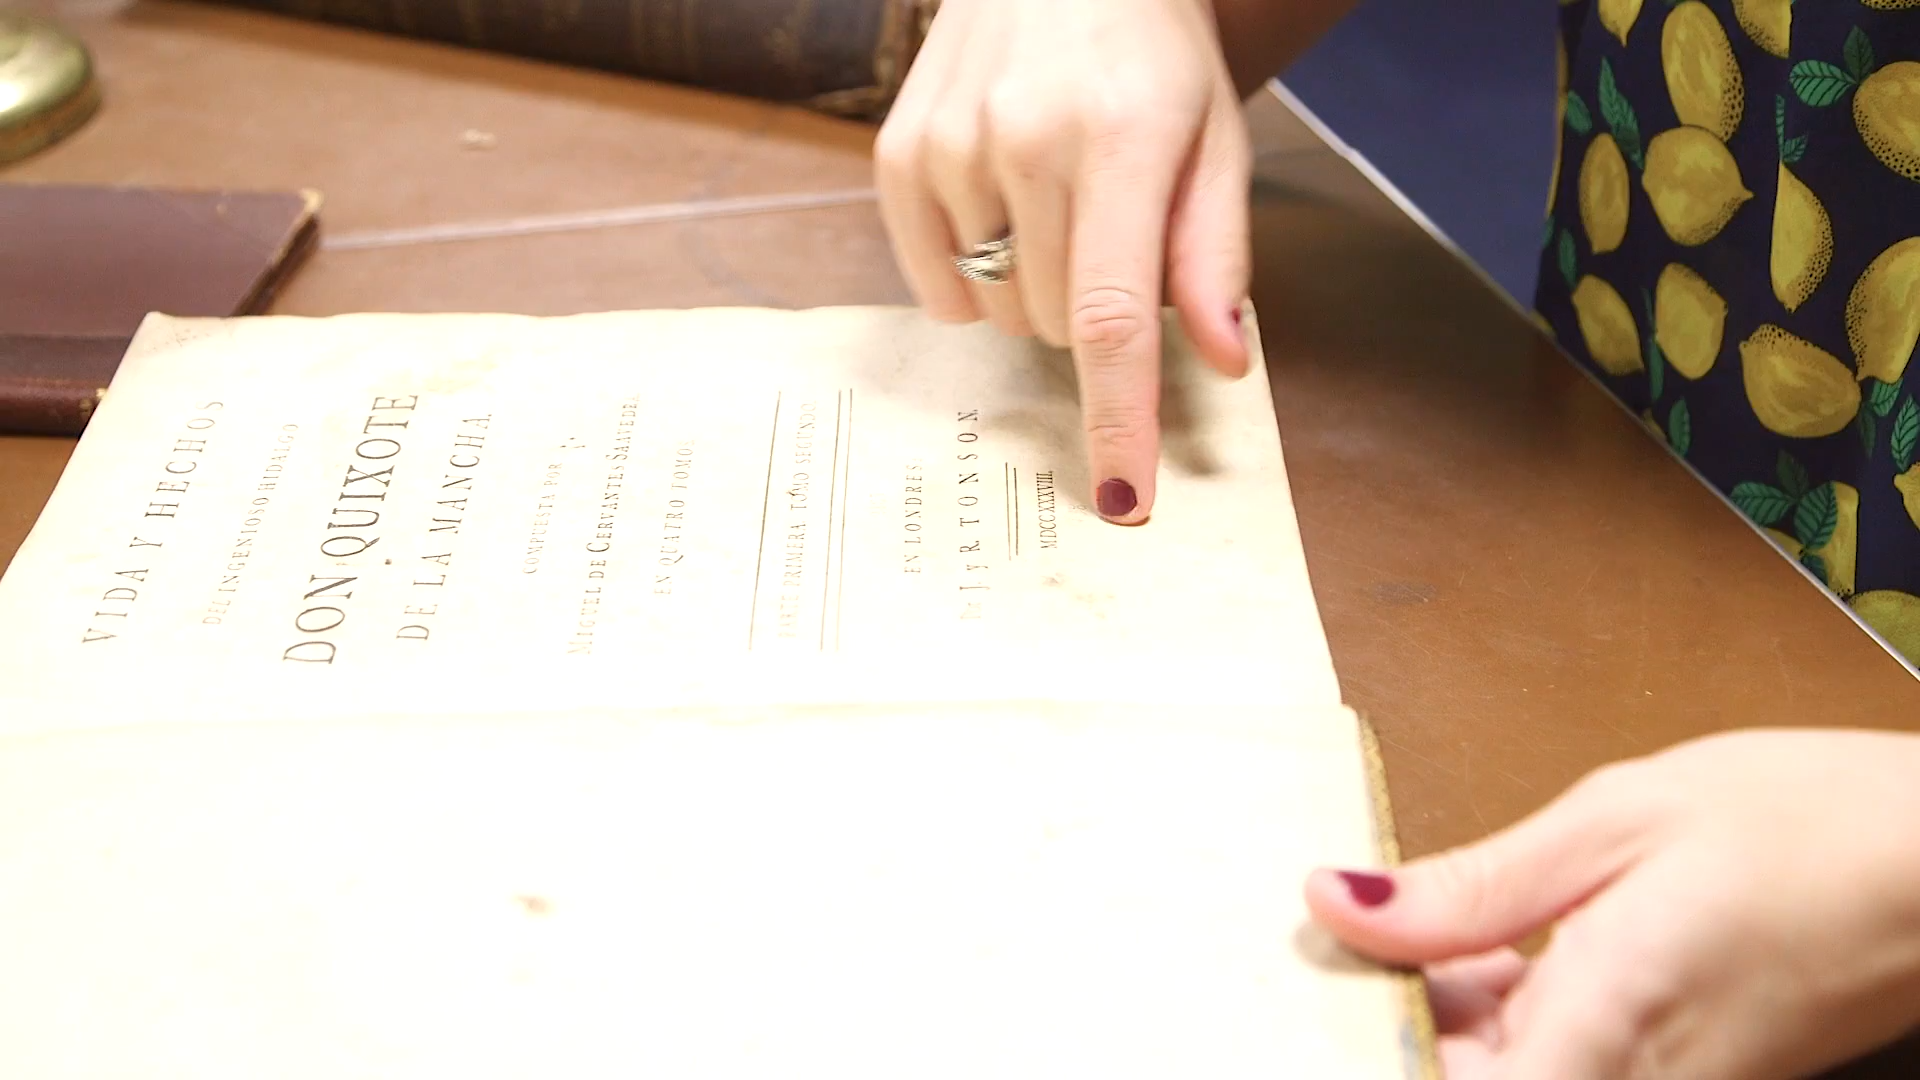 VIDA Y HECHOS
DEL INGENIOSO HIDALGO
DON QUIXOTE
DE LA MANCHA,
COMPUESTA POR
MIGUEL DE CERVANTES SAAVEDRA
EN QUATRO TOMOS.
PARTE PRIMERA TOMO SEGUNDO.
EN LONDRES:
De J y R TONSON.
MDCCXXXVIII.